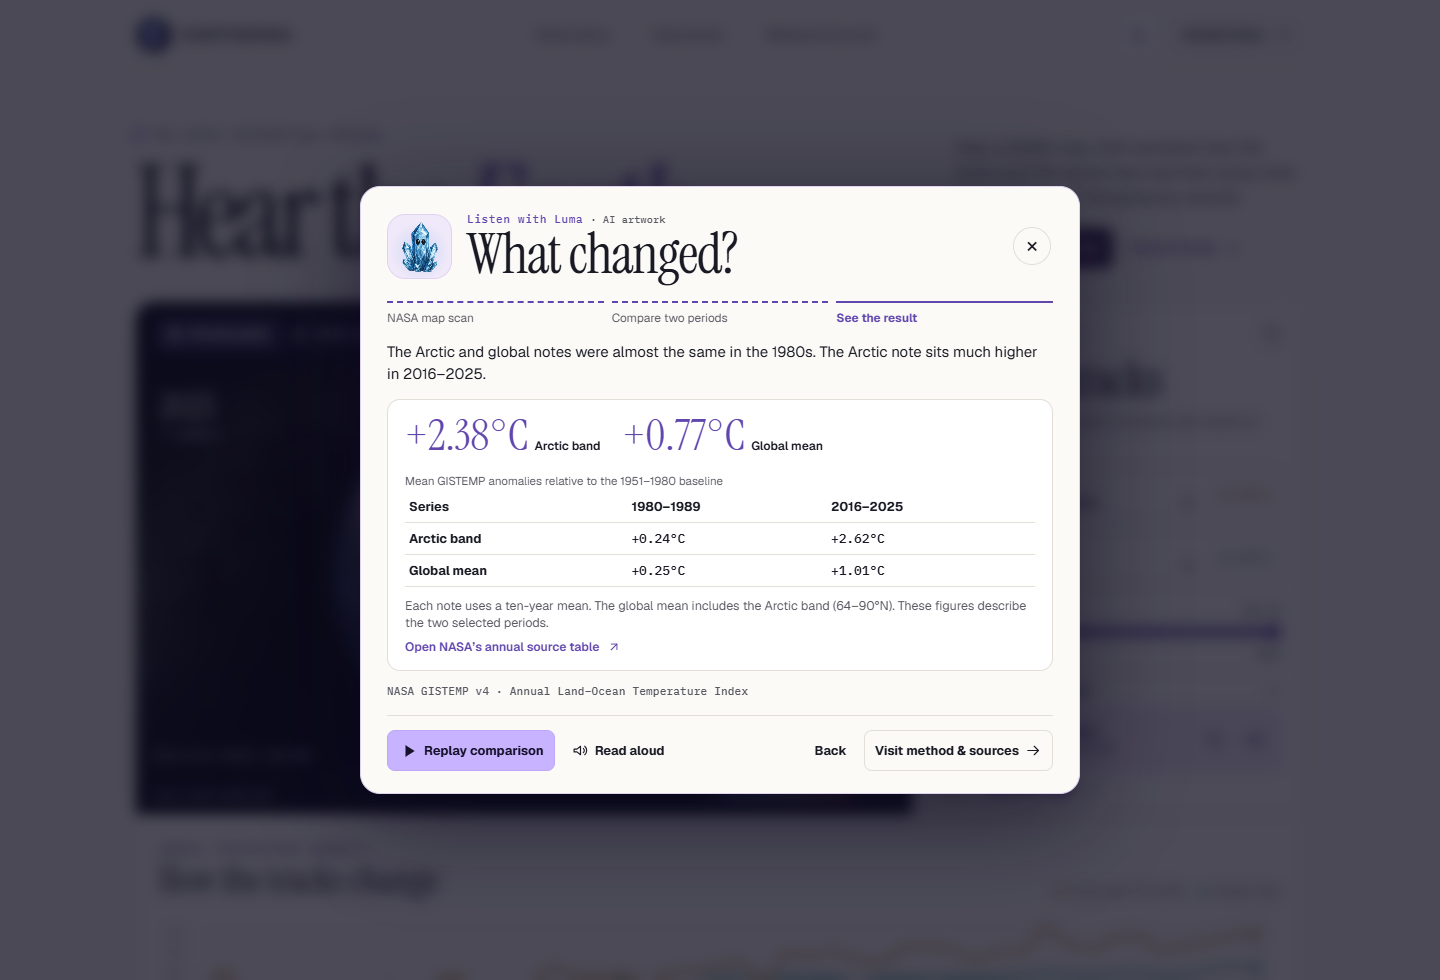 Listen with Luma · AI artwork
What changed?
NASA map scan
Compare two periods
See the result
The Arctic and global notes were almost the same in the 1980s. The Arctic note sits much higher
in 2016–2025.
+2.38°C Arctic band +0.77°C Global mean
Mean GISTEMP anomalies relative to the 1951–1980 baseline
Series 1980–1989 2016–2025
Arctic band +0.24°C +2.62°C
Global mean +0.25°C +1.01°C
Each note uses a ten-year mean. The global mean includes the Arctic band (64–90°N). These figures describe
the two selected periods.
Open NASA's annual source table
NASA GISTEMP v4 · Annual Land-Ocean Temperature Index
Replay comparison
Read aloud
Back
Visit method & sources
Hear
How the tracks change